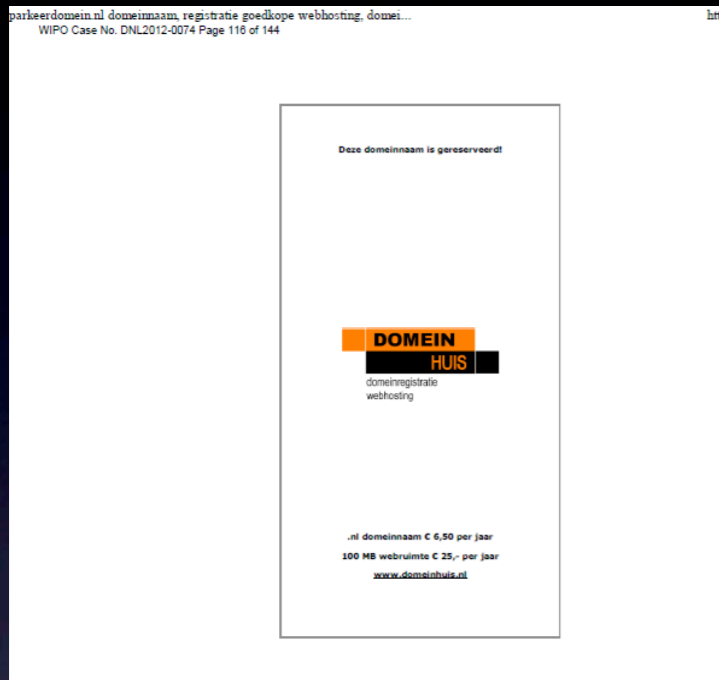 parkeerdomein.nl domeinnaam, registratie goedkope webhosting, domei...
htt
WIPO Case No. DNL2012-0074 Page 116 of 144
Deze domeinnaam is gereserveerd!
DOMEIN
HUIS
domeinregistratie
webhosting
.nl domeinnaam € 6,50 per jaar
100 MB webruimte € 25,- per jaar
www.domeinhuis.nl